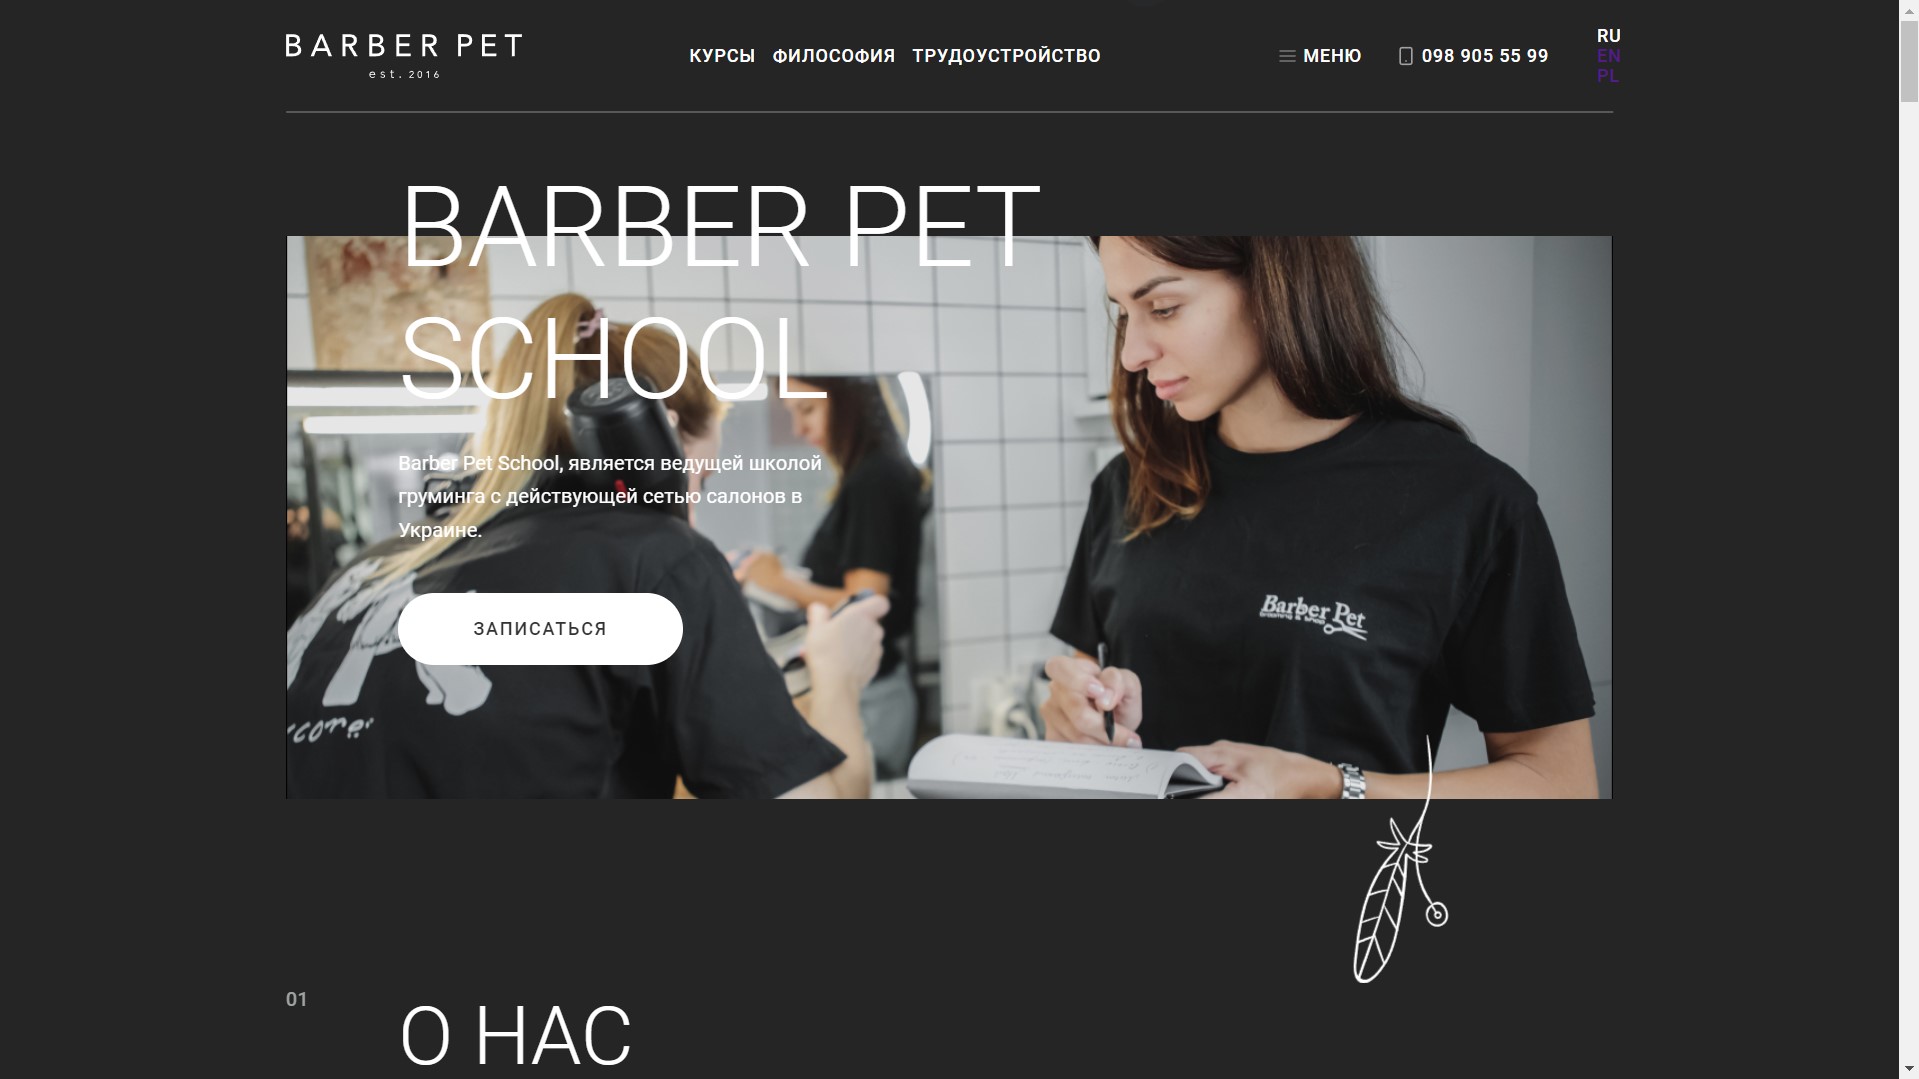 BARBER PET
est. 2016
КУРСЫ ФИЛОСОФИЯ ТРУДОУСТРОЙСТВО
МЕНЮ
098 905 55 99
RU
EN
PL
BARBER PET
SCHOOL
Barber Pet School, является ведущей школой
груминга с действующей сетью салонов в
Украине.
ЗАПИСАТЬСЯ
Barber Pet
01
О НАС